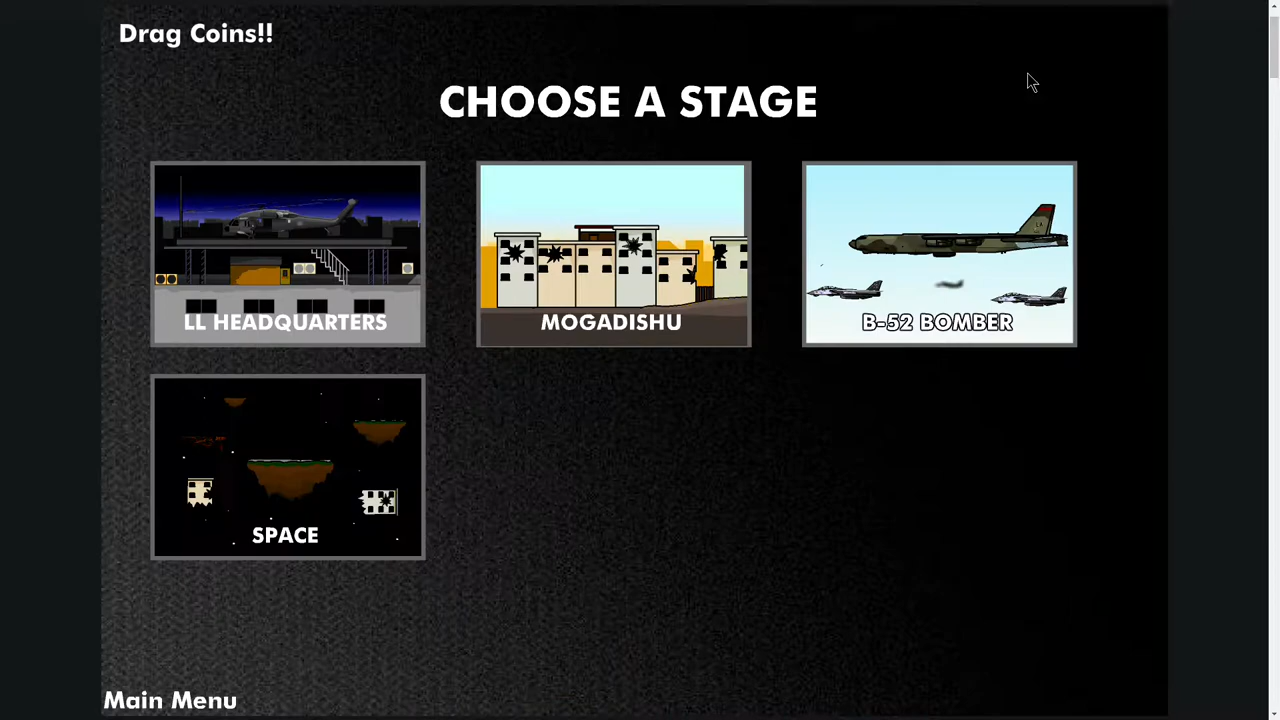 Drag Coins!!
CHOOSE A STAGE
LL HEADQUARTERS
MOGADISHU
B-52 BOMBER
SPACE
Main Menu